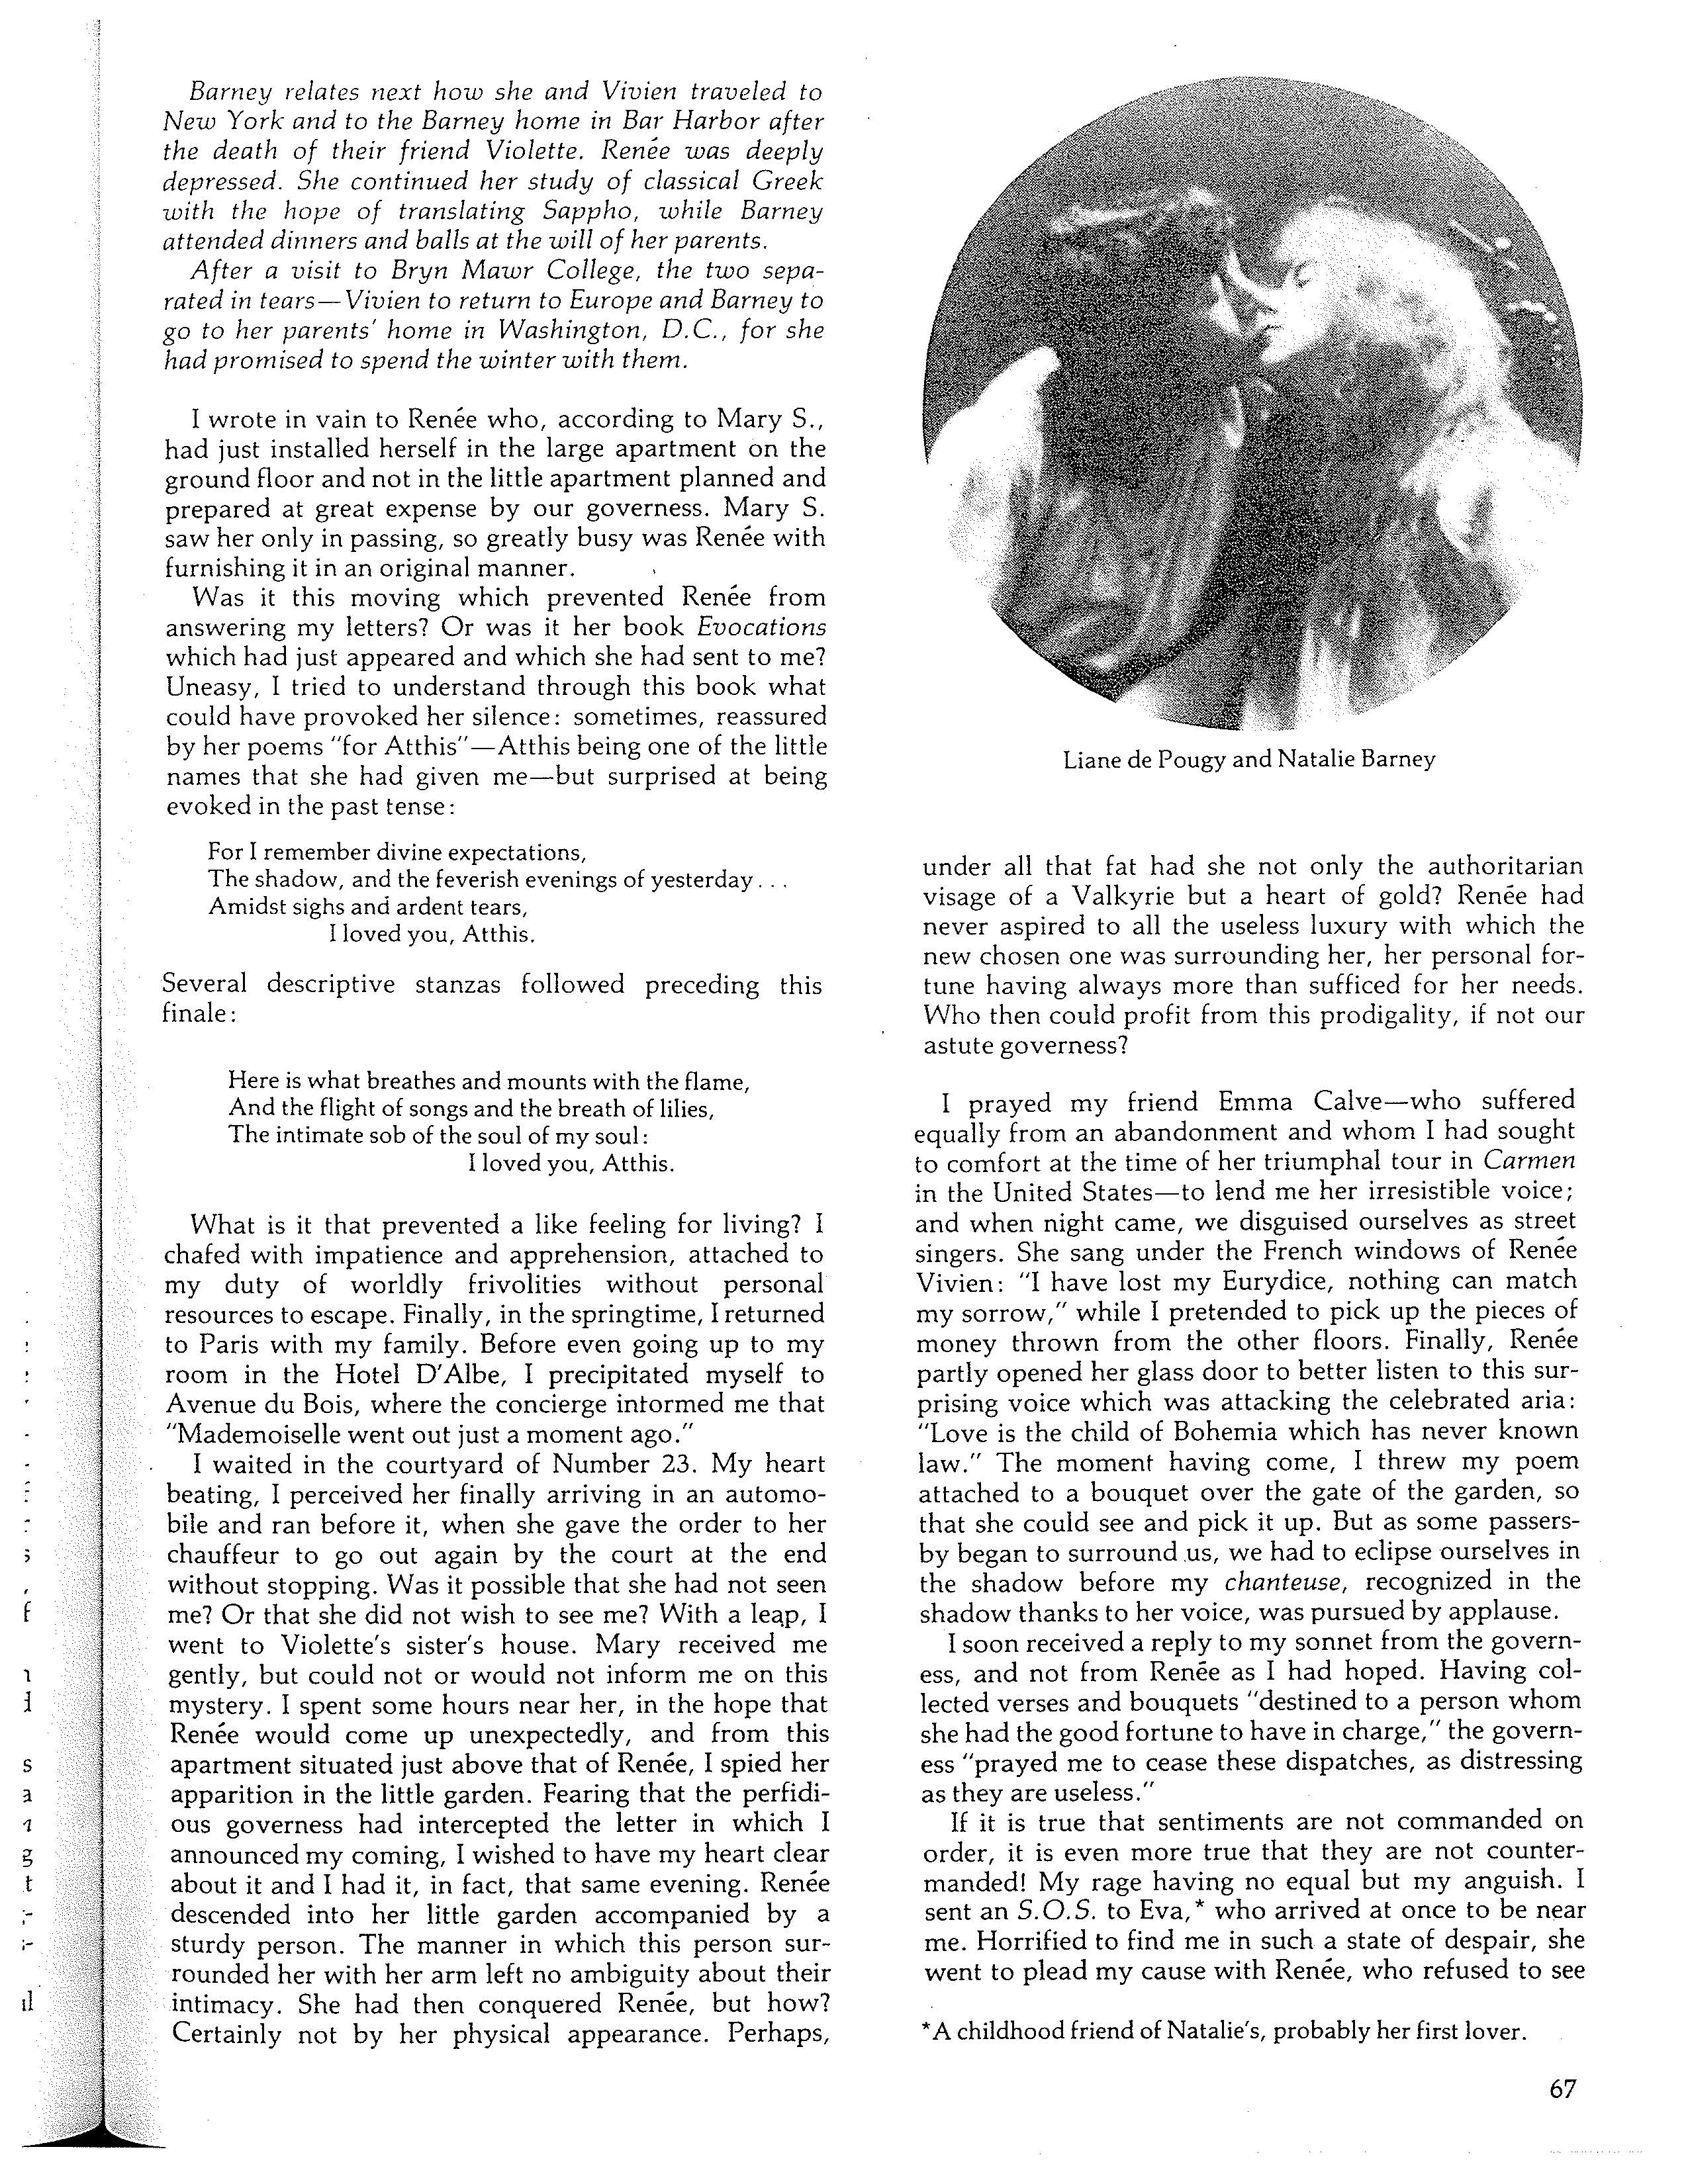 Barney relates next how she and Vivien traveled to
New York and to the Barney home in Bar Harbor after
the death of their friend Violette. Renée was deeply
depressed. She continued her study of classical Greek
with the hope of translating Sappho, while Barney
attended dinners and balls at the will of her parents.
After a visit to Bryn Mawr College, the two sepa-
rated in tears—Vivien to return to Europe and Barney to
go to her parents' home in Washington, D.C., for she
had promised to spend the winter with them.
I wrote in vain to Renée who, according to Mary S.,
had just installed herself in the large apartment on the
ground floor and not in the little apartment planned and
prepared at great expense by our governess. Mary S.
saw her only in passing, so greatly busy was Renée with
furnishing it in an original manner.
Was it this moving which prevented Renée from
answering my letters? Or was it her book Evocations
which had just appeared and which she had sent to me?
Uneasy, I tried to understand through this book what
could have provoked her silence: sometimes, reassured
by her poems "for Atthis"—Atthis being one of the little
names that she had given me—but surprised at being
evoked in the past tense:
For I remember divine expectations,
The shadow, and the feverish evenings of yesterday...
Amidst sighs and ardent tears,
I loved you, Atthis.
Several descriptive stanzas followed preceding this
finale:
Here is what breathes and mounts with the flame,
And the flight of songs and the breath of lilies,
The intimate sob of the soul of my soul:
I loved you, Atthis.
What is it that prevented a like feeling for living? I
chafed with impatience and apprehension, attached to
my duty of worldly frivolities without personal
resources to escape. Finally, in the springtime, I returned
to Paris with my family. Before even going up to my
room in the Hotel D'Albe, I precipitated myself to
Avenue du Bois, where the concierge informed me that
"Mademoiselle went out just a moment ago."
I waited in the courtyard of Number 23. My heart
beating, I perceived her finally arriving in an automo-
bile and ran before it, when she gave the order to her
chauffeur to go out again by the court at the end
without stopping. Was it possible that she had not seen
me? Or that she did not wish to see me? With a leap, I
went to Violette's sister's house. Mary received me
gently, but could not or would not inform me on this
mystery. I spent some hours near her, in the hope that
Renée would come up unexpectedly, and from this
apartment situated just above that of Renée, I spied her
apparition in the little garden. Fearing that the perfidi-
ous governess had intercepted the letter in which I
announced my coming, I wished to have my heart clear
about it and I had it, in fact, that same evening. Renée
descended into her little garden accompanied by a
sturdy person. The manner in which this person sur-
rounded her with her arm left no ambiguity about their
intimacy. She had then conquered Renée, but how?
Certainly not by her physical appearance. Perhaps,
Liane de Pougy and Natalie Barney
under all that fat had she not only the authoritarian
visage of a Valkyrie but a heart of gold? Renée had
never aspired to all the useless luxury with which the
new chosen one was surrounding her, her personal for-
tune having always more than sufficed for her needs.
Who then could profit from this prodigality, if not our
astute governess?
I prayed my friend Emma Calve—who suffered
equally from an abandonment and whom I had sought
to comfort at the time of her triumphal tour in Carmen
in the United States—to lend me her irresistible voice;
and when night came, we disguised ourselves as street
singers. She sang under the French windows of Renée
Vivien: "I have lost my Eurydice, nothing can match
my sorrow," while I pretended to pick up the pieces of
money thrown from the other floors. Finally, Renée
partly opened her glass door to better listen to this sur-
prising voice which was attacking the celebrated aria:
"Love is the child of Bohemia which has never known
law." The moment having come, I threw my poem
attached to a bouquet over the gate of the garden, so
that she could see and pick it up. But as some passers-
by began to surround us, we had to eclipse ourselves in
the shadow before my chanteuse, recognized in the
shadow thanks to her voice, was pursued by applause.
I soon received a reply to my sonnet from the govern-
ess, and not from Renée as I had hoped. Having col-
lected verses and bouquets "destined to a person whom
she had the good fortune to have in charge," the govern-
ess "prayed me to cease these dispatches, as distressing
as they are useless."
If it is true that sentiments are not commanded on
order, it is even more true that they are not counter-
manded! My rage having no equal but my anguish. I
sent an S.O.S. to Eva,* who arrived at once to be near
me. Horrified to find me in such a state of despair, she
went to plead my cause with Renée, who refused to see
*A childhood friend of Natalie's, probably her first lover.
67